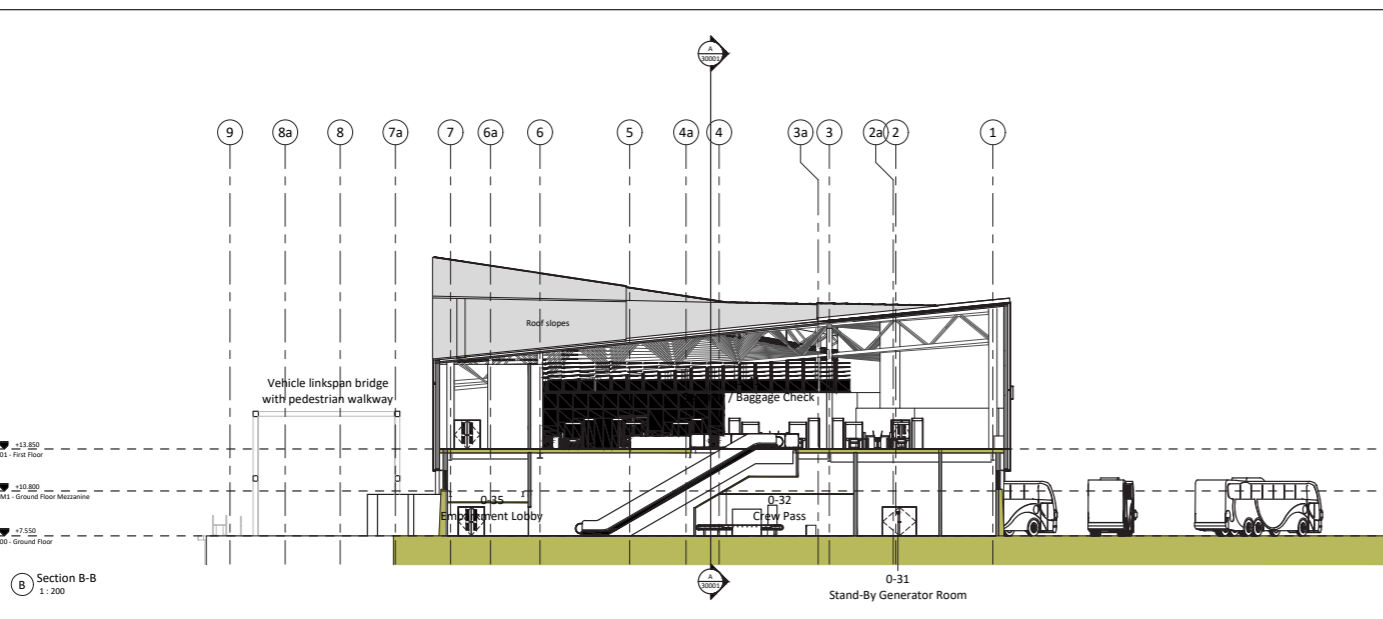 A
30001
9
8a
8
7a
7
6a
6
5
4a
4
3a
3
2a
2
1
Roof slopes
Vehicle linkspan bridge
with pedestrian walkway
/ Baggage Check
+13.850
01 - First Floor
+10.800
M1 - Ground Floor Mezzanine
0-35
Embarkment Lobby
0-32
Crew Pass
+7.550
00 - Ground Floor
B
Section B-B
1 : 200
A
30001
0-31
Stand-By Generator Room